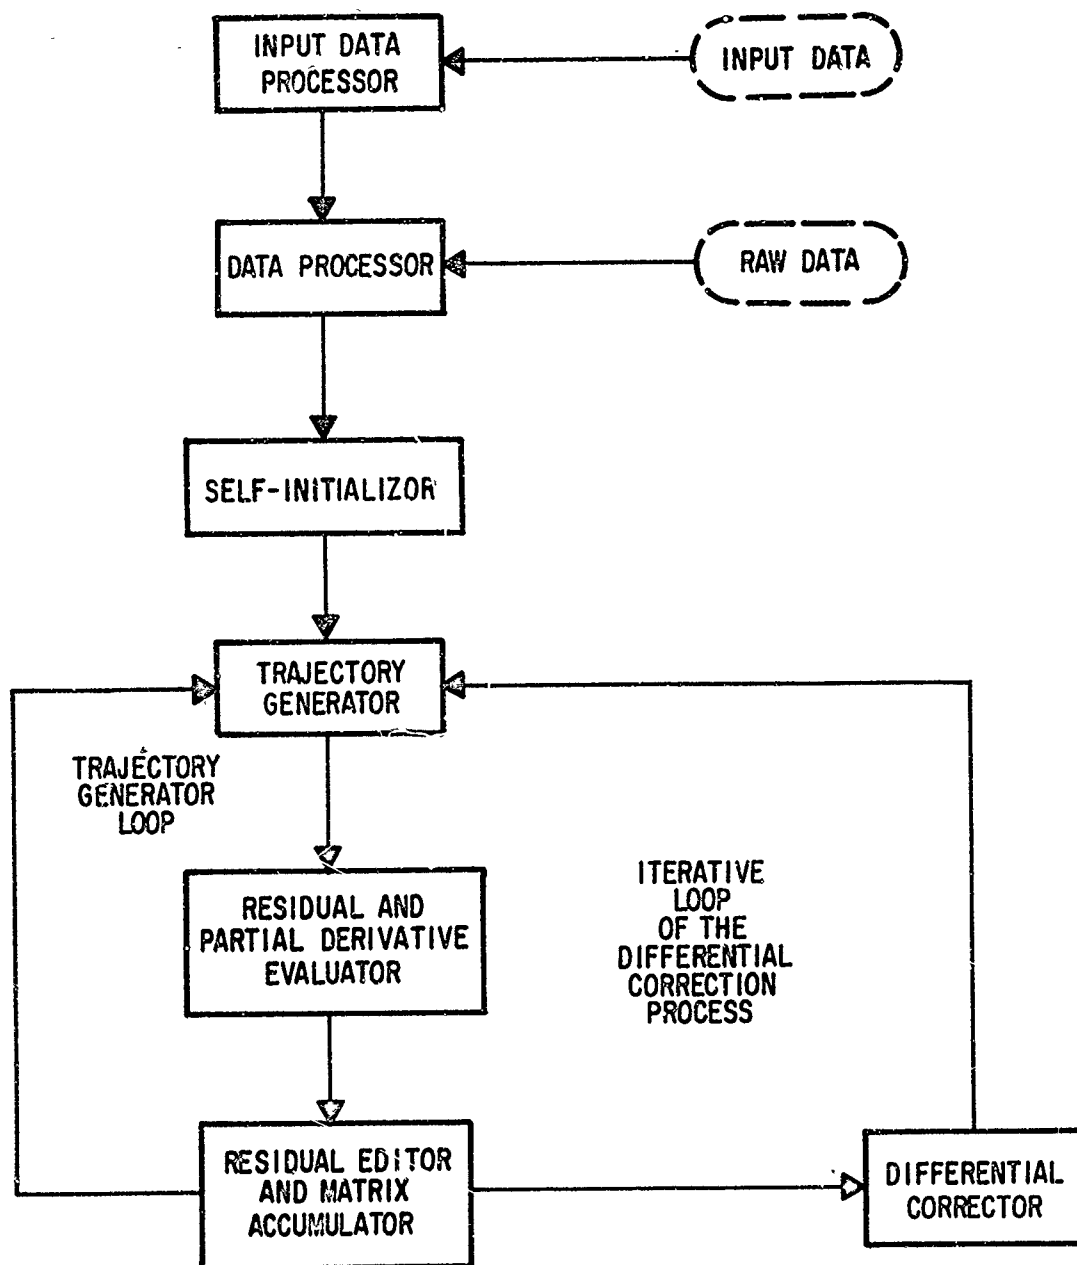 INPUT DATA
PROCESSOR
INPUT DATA
DATA PROCESSOR
RAW DATA
SELF-INITIALIZOR
TRAJECTORY
GENERATOR
TRAJECTORY
GENERATOR
LOOP
RESIDUAL AND
PARTIAL DERIVATIVE
EVALUATOR
ITERATIVE
LOOP
OF THE
DIFFERENTIAL
CORRECTION
PROCESS
RESIDUAL EDITOR
AND MATRIX
ACCUMULATOR
DIFFERENTIAL
CORRECTOR